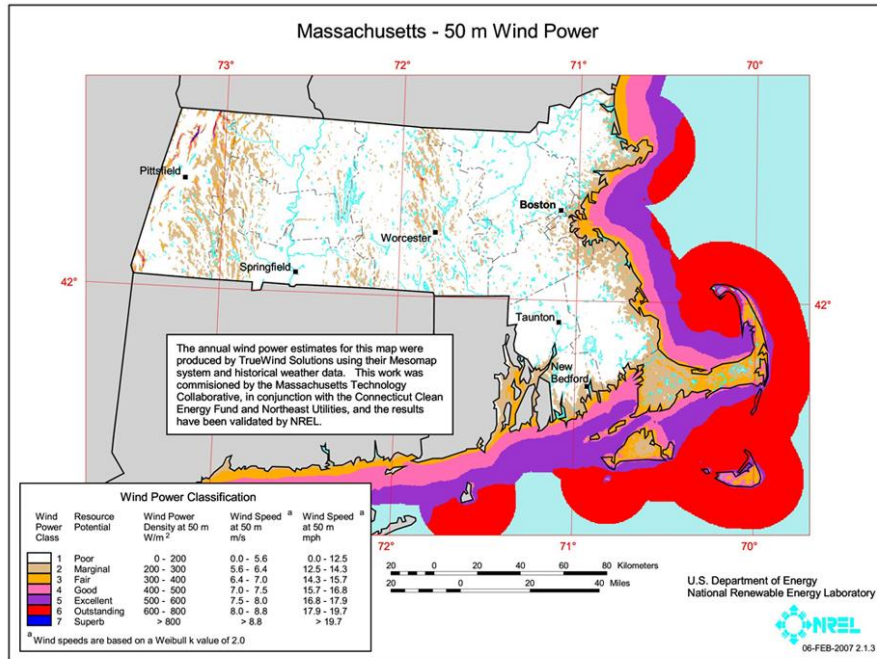 Massachusetts - 50 m Wind Power
73°
72°
71°
70°
Pittsfield
Boston
Worcester
Springfield
42°
42°
Taunton
New
Bedford
The annual wind power estimates for this map were
produced by TrueWind Solutions using their Mesomap
system and historical weather data. This work was
commisioned by the Massachusetts Technology
Collaborative, in conjunction with the Connecticut Clean
Energy Fund and Northeast Utilities, and the results
have been validated by NREL.
72°
71°
70°
Wind Power Classification
Wind Power Class Resource Potential Wind Power Density at 50 m W/m² Wind Speed ᵃ at 50 m m/s Wind Speed ᵃ at 50 m mph
1 Poor 0 - 200 0.0 - 5.6 0.0 - 12.5
2 Marginal 200 - 300 5.6 - 6.4 12.5 - 14.3
3 Fair 300 - 400 6.4 - 7.0 14.3 - 15.7
4 Good 400 - 500 7.0 - 7.5 15.7 - 16.8
5 Excellent 500 - 600 7.5 - 8.0 16.8 - 17.9
6 Outstanding 600 - 800 8.0 - 8.8 17.9 - 19.7
7 Superb > 800 > 8.8 > 19.7
ᵃ Wind speeds are based on a Weibull k value of 2.0
20 0 20 40 60 80 Kilometers
20 0 20 40 Miles
U.S. Department of Energy
National Renewable Energy Laboratory
NREL
06-FEB-2007 2.1.3